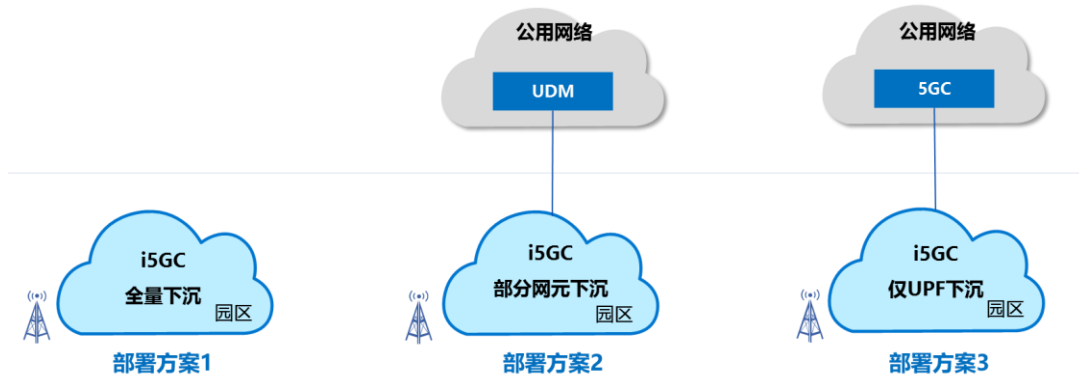 公用网络
UDM
公用网络
5GC
i5GC
全量下沉
园区
i5GC
部分网元下沉
园区
i5GC
仅UPF下沉
园区
部署方案1
部署方案2
部署方案3